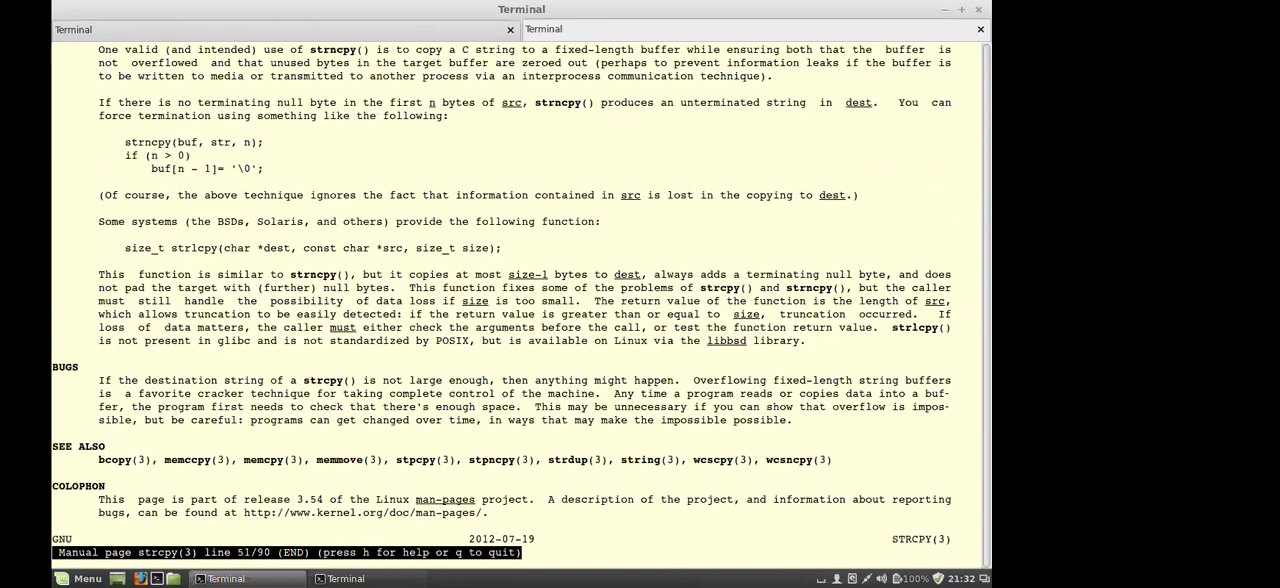 Terminal
Terminal
Terminal
One valid (and intended) use of strncpy() is to copy a C string to a fixed-length buffer while ensuring both that the buffer is
not overflowed and that unused bytes in the target buffer are zeroed out (perhaps to prevent information leaks if the buffer is
to be written to media or transmitted to another process via an interprocess communication technique).
If there is no terminating null byte in the first n bytes of src, strncpy() produces an unterminated string in dest. You can
force termination using something like the following:
strncpy(buf, str, n);
if (n > 0)
buf[n - 1]= '\0';
(Of course, the above technique ignores the fact that information contained in src is lost in the copying to dest.)
Some systems (the BSDs, Solaris, and others) provide the following function:
size_t strlcpy(char *dest, const char *src, size_t size);
This function is similar to strncpy(), but it copies at most size-1 bytes to dest, always adds a terminating null byte, and does
not pad the target with (further) null bytes. This function fixes some of the problems of strcpy() and strncpy(), but the caller
must still handle the possibility of data loss if size is too small. The return value of the function is the length of src,
which allows truncation to be easily detected: if the return value is greater than or equal to size, truncation occurred. If
loss of data matters, the caller must either check the arguments before the call, or test the function return value. strlcpy()
is not present in glibc and is not standardized by POSIX, but is available on Linux via the libbsd library.
BUGS
If the destination string of a strcpy() is not large enough, then anything might happen. Overflowing fixed-length string buffers
is a favorite cracker technique for taking complete control of the machine. Any time a program reads or copies data into a buf-
fer, the program first needs to check that there's enough space. This may be unnecessary if you can show that overflow is impos-
sible, but be careful: programs can get changed over time, in ways that may make the impossible possible.
SEE ALSO
bcopy(3), memccpy(3), memcpy(3), memmove(3), stpcpy(3), stpncpy(3), strdup(3), string(3), wcscpy(3), wcsncpy(3)
COLOPHON
This page is part of release 3.54 of the Linux man-pages project. A description of the project, and information about reporting
bugs, can be found at http://www.kernel.org/doc/man-pages/.
GNU 2012-07-19 STRCPY(3)
Manual page strcpy(3) line 51/90 (END) (press h for help or q to quit)
Menu Terminal Terminal 100% 21:32